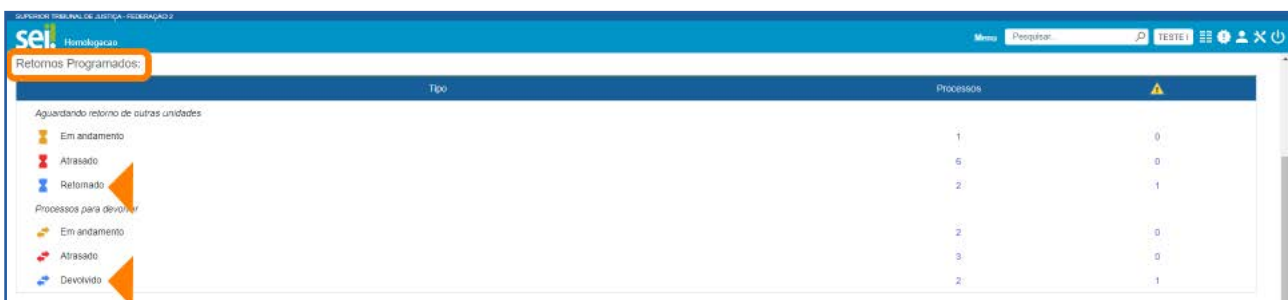 SUPERIOR TRIBUNAL DE JUSTIÇA - FEDERAÇÃO 2
sei. Homologacao Menu Pesquisar... TESTE I
Retornos Programados:
Tipo Processos
Aguardando retorno de outras unidades
Em andamento 1 0
Atrasado 6 0
Retornado 2 1
Processos para devolver
Em andamento 2 0
Atrasado 3 0
Devolvido 2 1